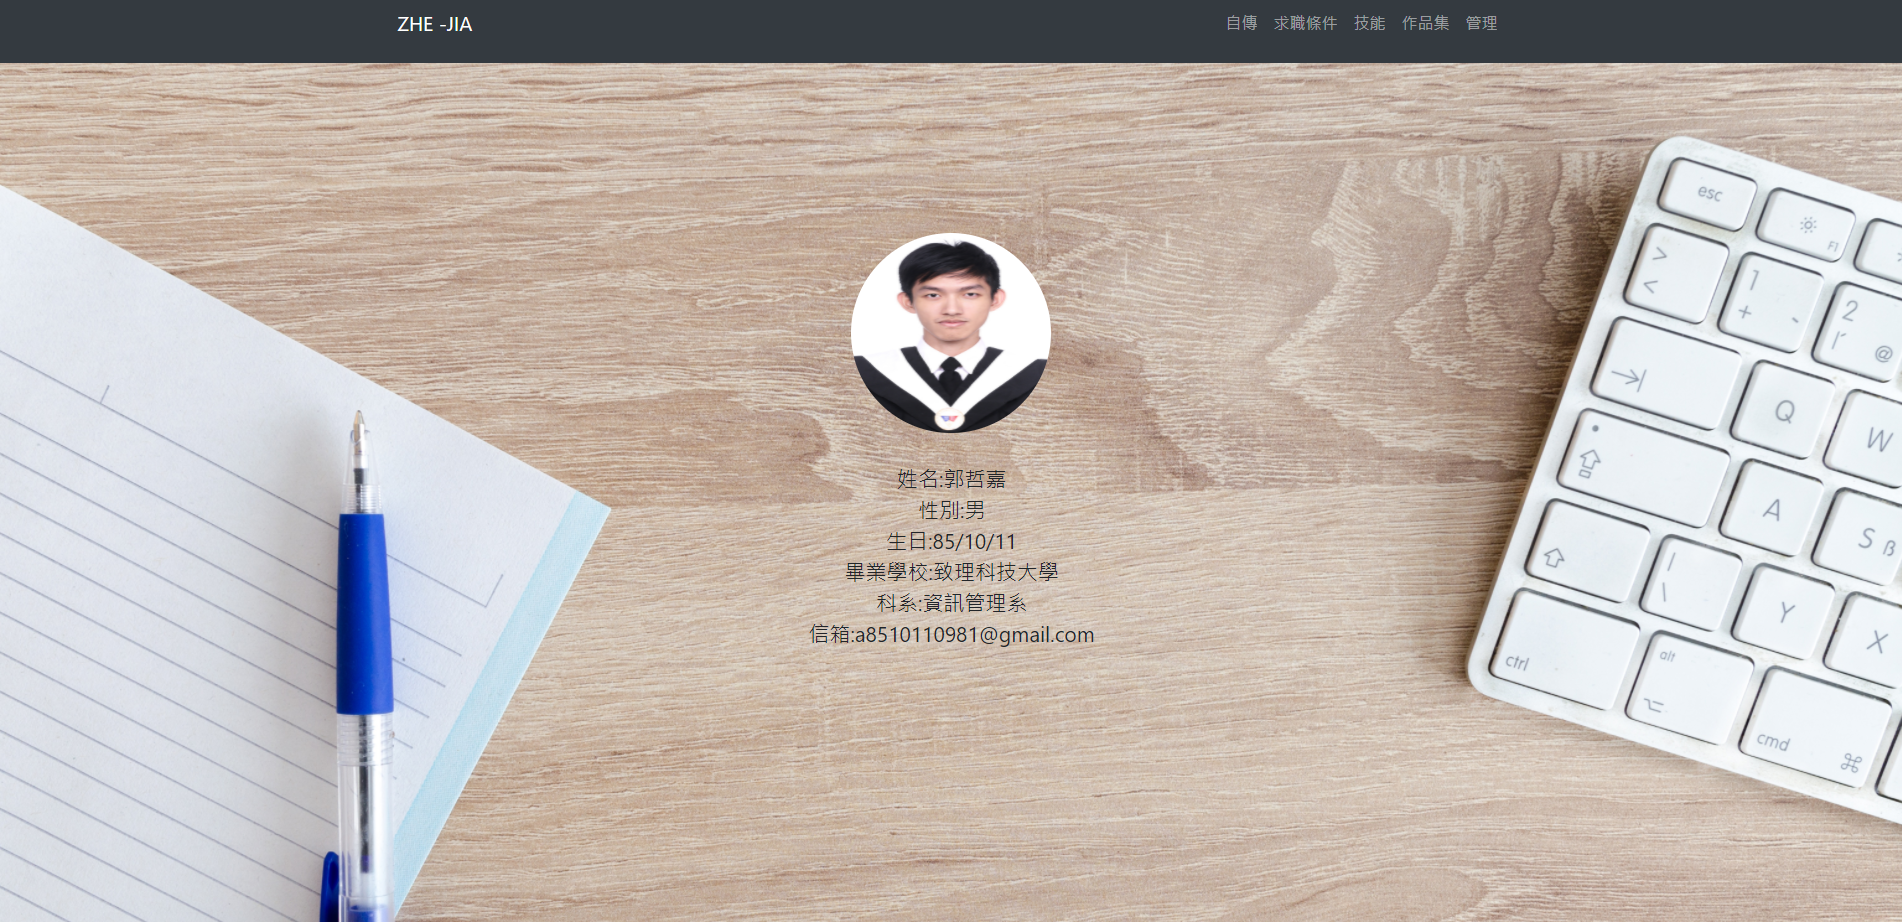 ZHE -JIA
自傳 求職條件 技能 作品集 管理
姓名:郭哲嘉
性別:男
生日:85/10/11
畢業學校:致理科技大學
科系:資訊管理系
信箱:a8510110981@gmail.com
esc
F1
>
<
1
+
2
@
Q
W
A
S ß
Y
X
ctrl
alt
cmd ⌘